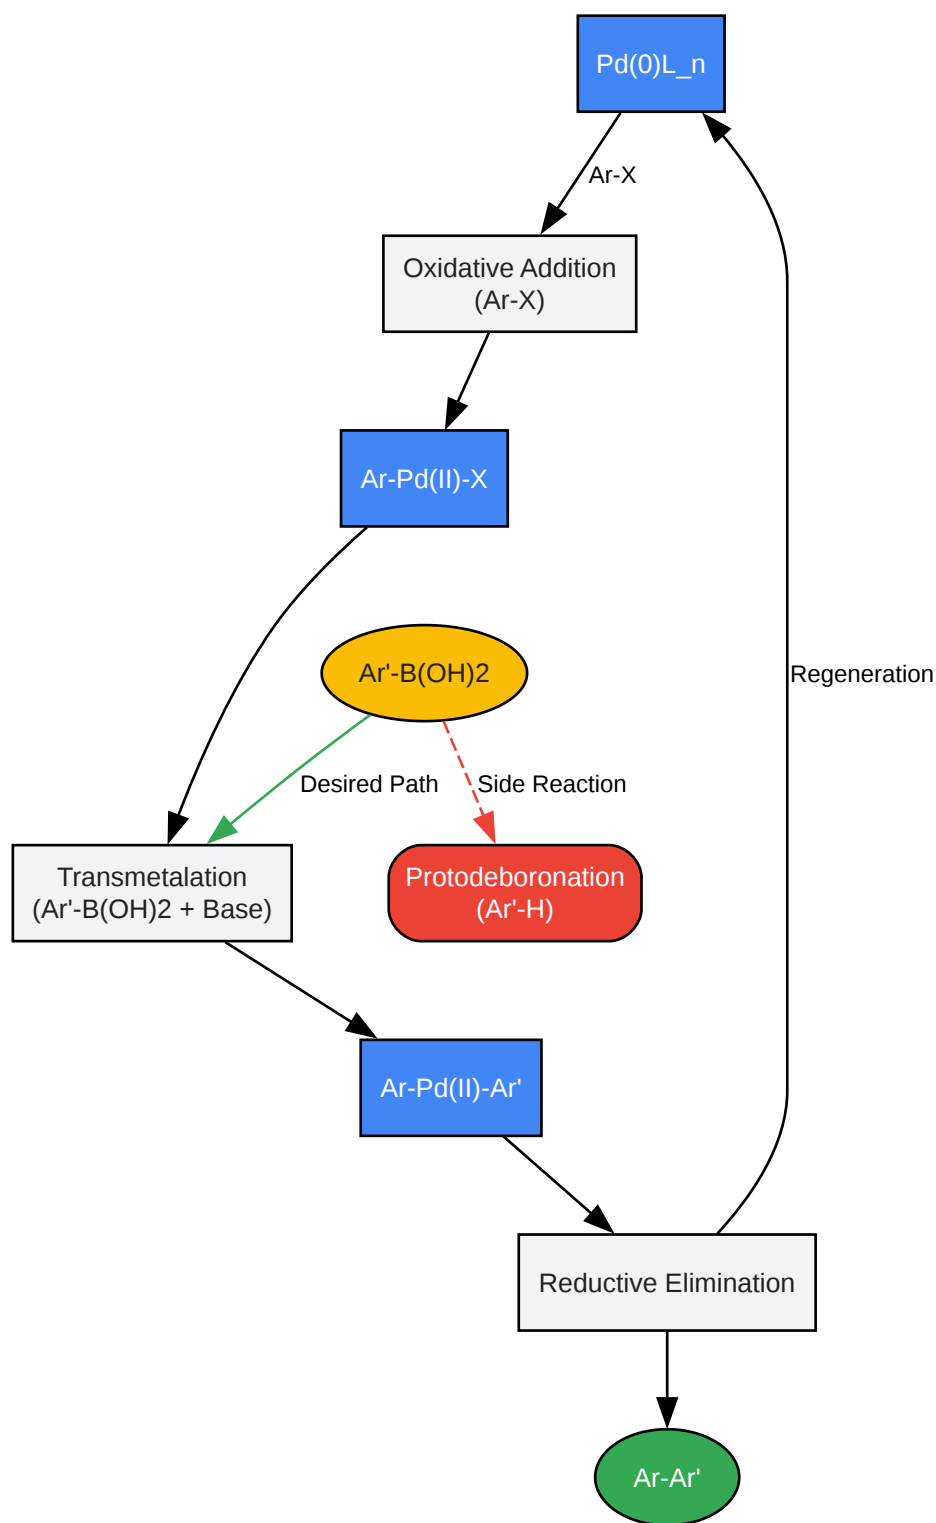 Pd(0)L_n
Ar-X
Oxidative Addition
(Ar-X)
Ar-Pd(II)-X
Ar'-B(OH)2
Regeneration
Desired Path
Side Reaction
Transmetalation
(Ar'-B(OH)2 + Base)
Protodeboronation
(Ar'-H)
Ar-Pd(II)-Ar'
Reductive Elimination
Ar-Ar'